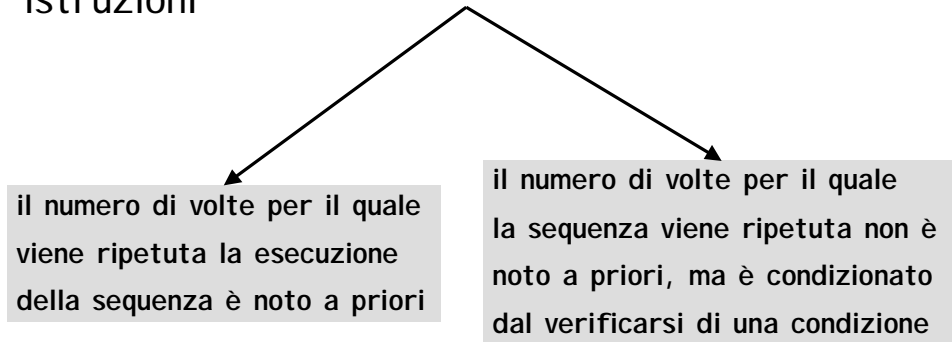 istruzioni
il numero di volte per il quale
viene ripetuta la esecuzione
della sequenza è noto a priori
il numero di volte per il quale
la sequenza viene ripetuta non è
noto a priori, ma è condizionato
dal verificarsi di una condizione